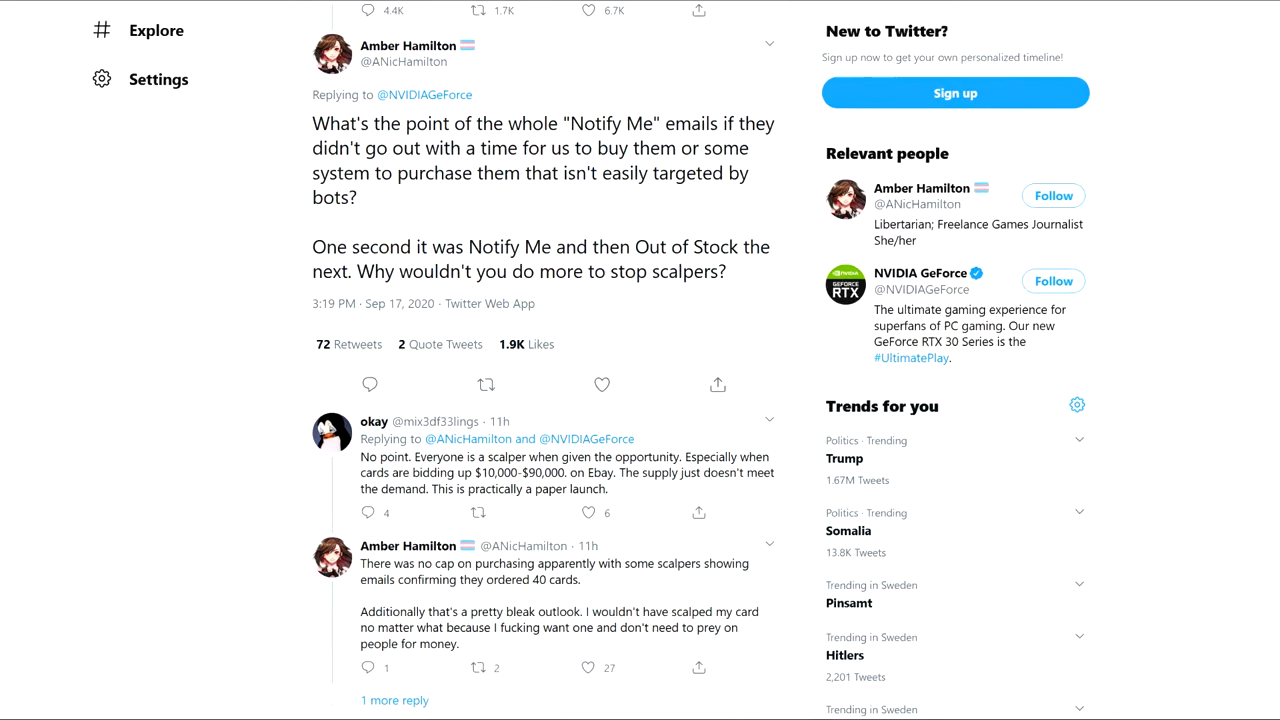 Explore
Settings
4.4K 1.7K 6.7K
Amber Hamilton
@ANicHamilton
Replying to @NVIDIAGeForce
What's the point of the whole "Notify Me" emails if they
didn't go out with a time for us to buy them or some
system to purchase them that isn't easily targeted by
bots?
One second it was Notify Me and then Out of Stock the
next. Why wouldn't you do more to stop scalpers?
3:19 PM · Sep 17, 2020 · Twitter Web App
72 Retweets 2 Quote Tweets 1.9K Likes
okay @mix3df33lings · 11h
Replying to @ANicHamilton and @NVIDIAGeForce
No point. Everyone is a scalper when given the opportunity. Especially when
cards are bidding up $10,000-$90,000. on Ebay. The supply just doesn't meet
the demand. This is practically a paper launch.
4 6
Amber Hamilton @ANicHamilton · 11h
There was no cap on purchasing apparently with some scalpers showing
emails confirming they ordered 40 cards.
Additionally that's a pretty bleak outlook. I wouldn't have scalped my card
no matter what because I fucking want one and don't need to prey on
people for money.
1 2 27
1 more reply
New to Twitter?
Sign up now to get your own personalized timeline!
Sign up
Relevant people
Amber Hamilton
@ANicHamilton
Follow
Libertarian; Freelance Games Journalist
She/her
NVIDIA
GEFORCE
RTX
NVIDIA GeForce
@NVIDIAGeForce
Follow
The ultimate gaming experience for
superfans of PC gaming. Our new
GeForce RTX 30 Series is the
#UltimatePlay.
Trends for you
Politics · Trending
Trump
1.67M Tweets
Politics · Trending
Somalia
13.8K Tweets
Trending in Sweden
Pinsamt
Trending in Sweden
Hitlers
2,201 Tweets
Trending in Sweden